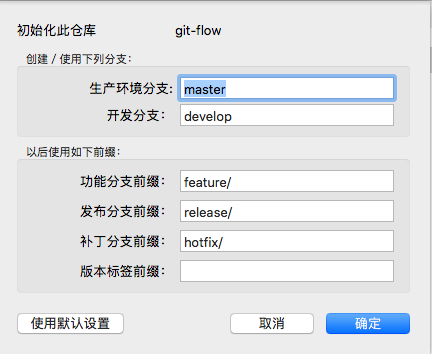 初始化此仓库 git-flow
创建 / 使用下列分支：
生产环境分支: master
开发分支： develop
以后使用如下前缀：
功能分支前缀： feature/
发布分支前缀： release/
补丁分支前缀： hotfix/
版本标签前缀：
使用默认设置 取消 确定